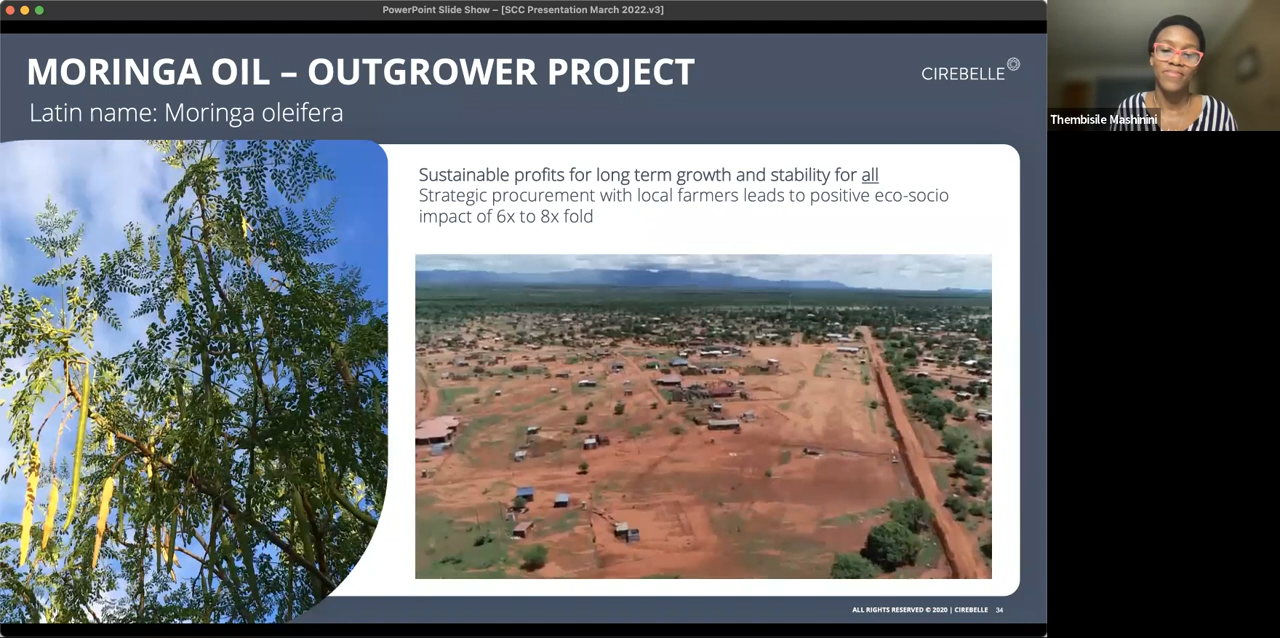 PowerPoint Slide Show – [SCC Presentation March 2022.v3]
MORINGA OIL – OUTGROWER PROJECT
CIREBELLE
Latin name: Moringa oleifera
Thembisile Mashinini
Sustainable profits for long term growth and stability for all
Strategic procurement with local farmers leads to positive eco-socio
impact of 6x to 8x fold
ALL RIGHTS RESERVED © 2020 | CIREBELLE 34